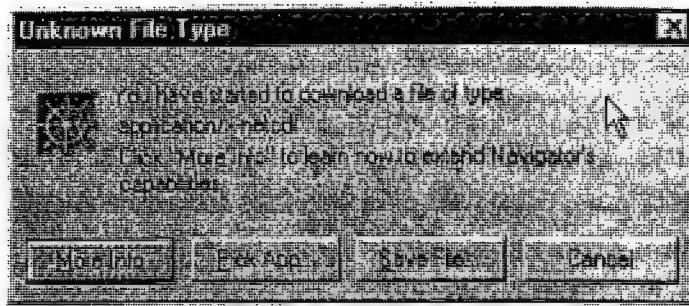 Unknown File Type
You have started to download a file of type
application/x-netcdf
Click "More Info" to learn how to extend Navigator's
capabilities.
More Info Pick App... Save File... Cancel